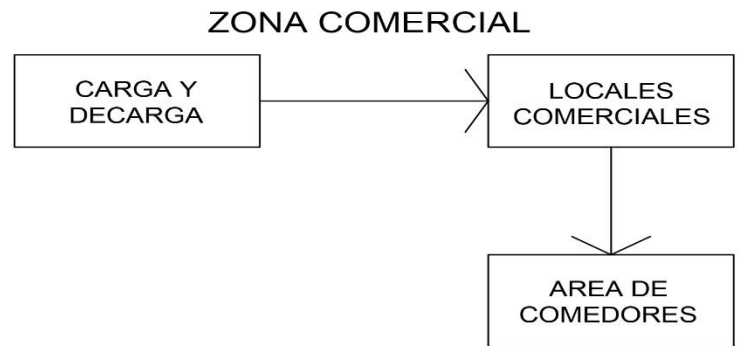 ZONA COMERCIAL
CARGA Y
DECARGA
LOCALES
COMERCIALES
AREA DE
COMEDORES